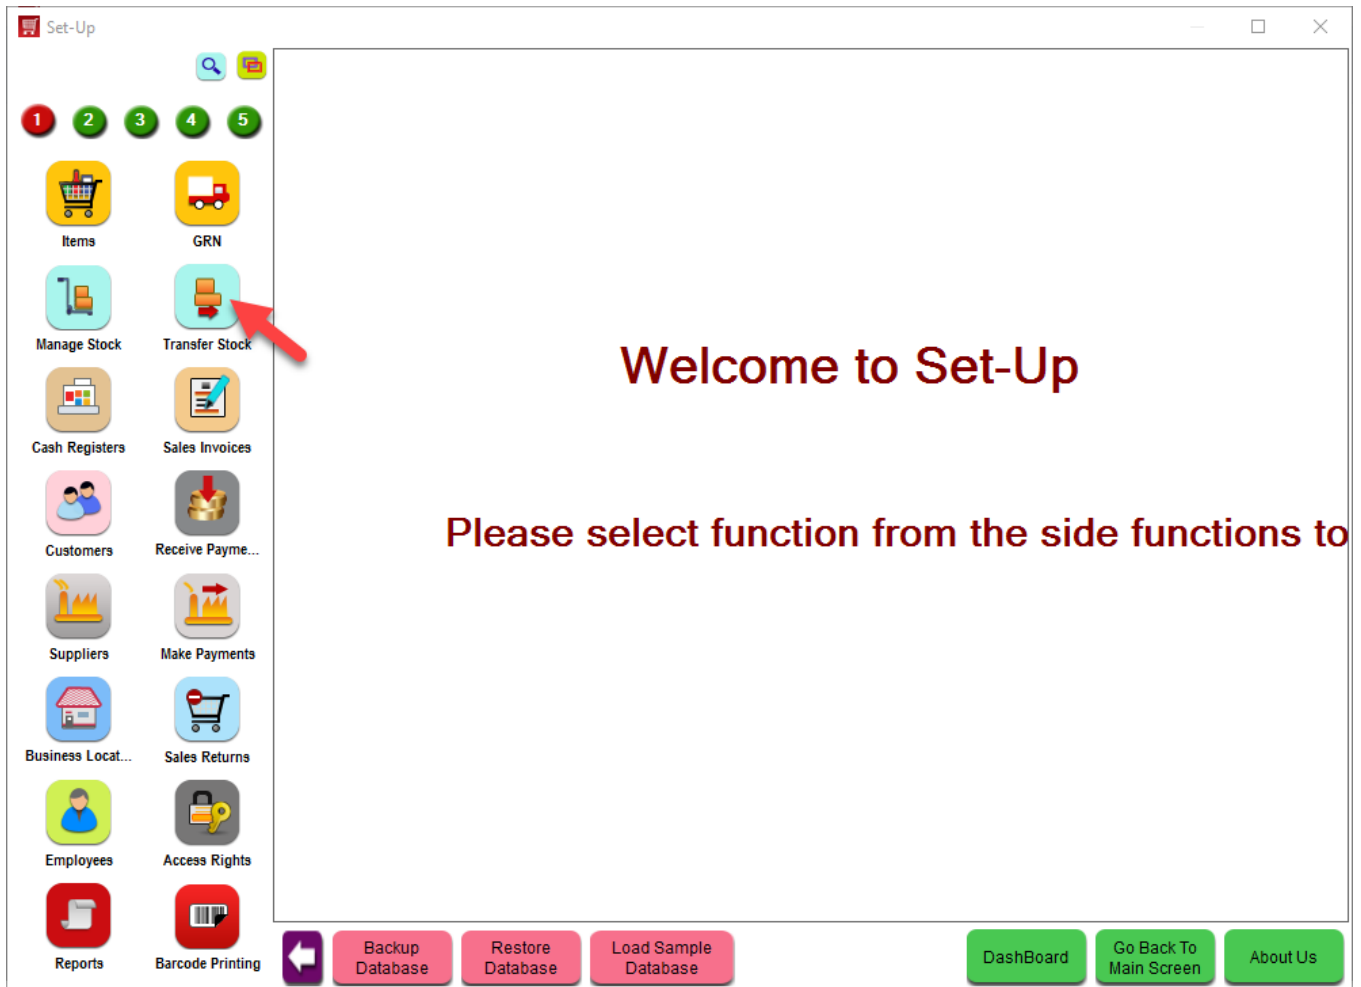 Set-Up
1 2 3 4 5
Items GRN
Manage Stock Transfer Stock
Cash Registers Sales Invoices
Customers Receive Payme...
Suppliers Make Payments
Business Locat... Sales Returns
Employees Access Rights
Reports Barcode Printing
Welcome to Set-Up
Please select function from the side functions to
Backup
Database
Restore
Database
Load Sample
Database
DashBoard
Go Back To
Main Screen
About Us